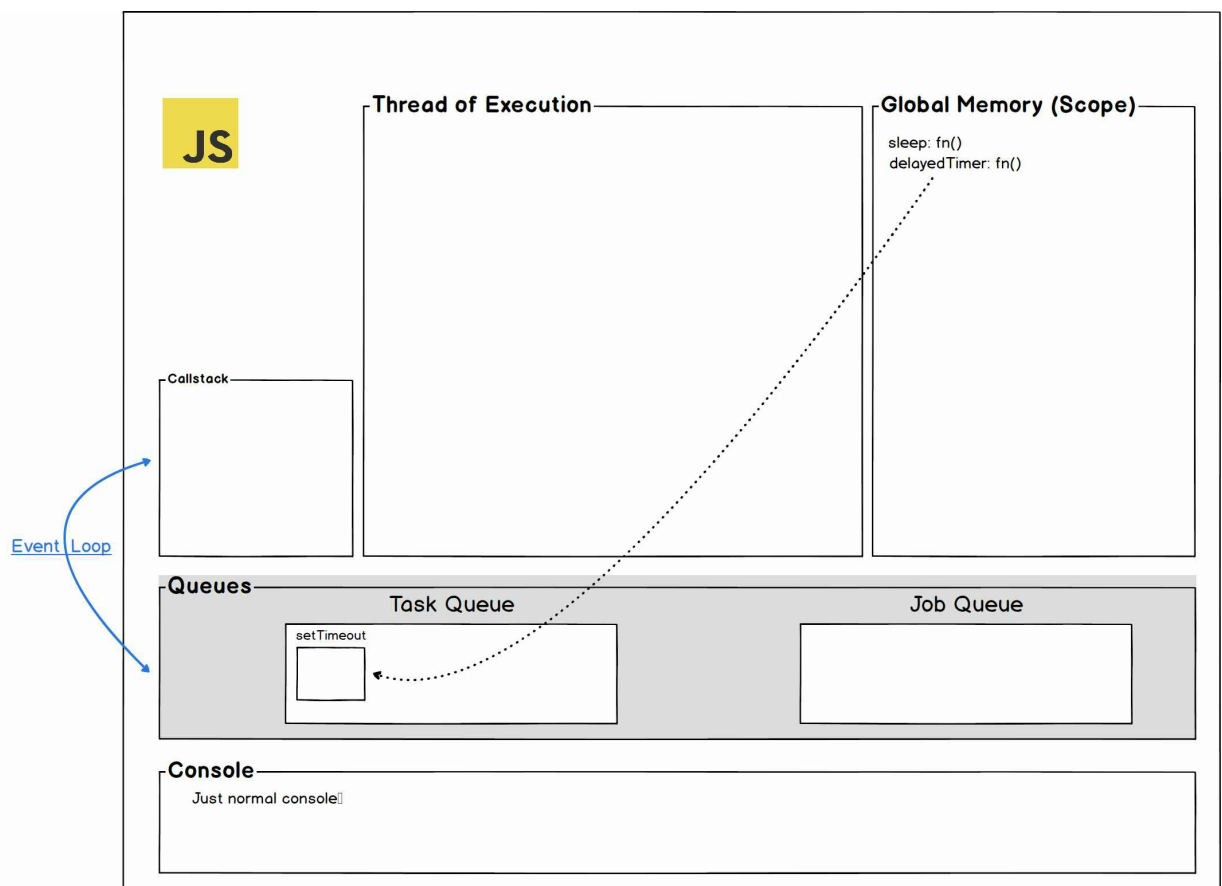 JS
Thread of Execution
Global Memory (Scope)
sleep: fn()
delayedTimer: fn()
Callstack
Event Loop
Queues
Task Queue
Job Queue
setTimeout
Console
Just normal console